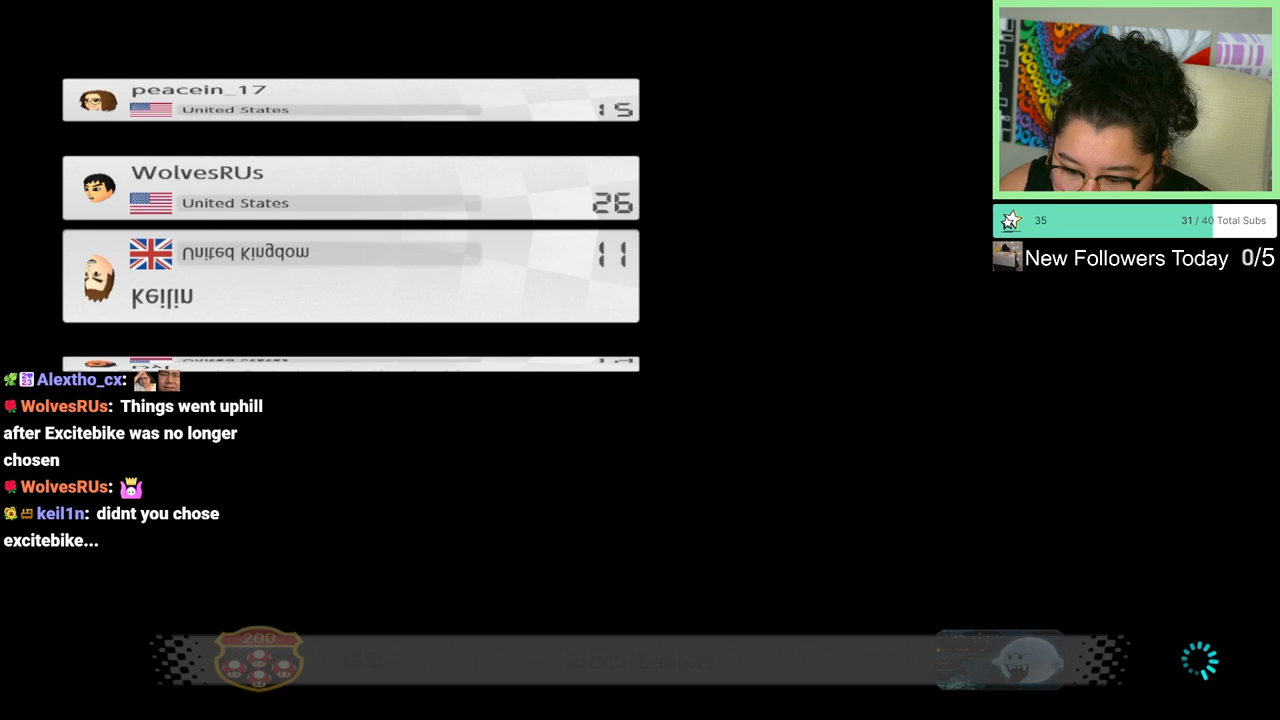 peacein_17
United States
15
WolvesRUs
United States
26
United Kingdom
11
Keilin
Alextho_cx:
WolvesRUs: Things went uphill
after Excitebike was no longer
chosen
WolvesRUs:
keil1n: didnt you chose
excitebike...
200
35
31 / 40 Total Subs
New Followers Today 0/5